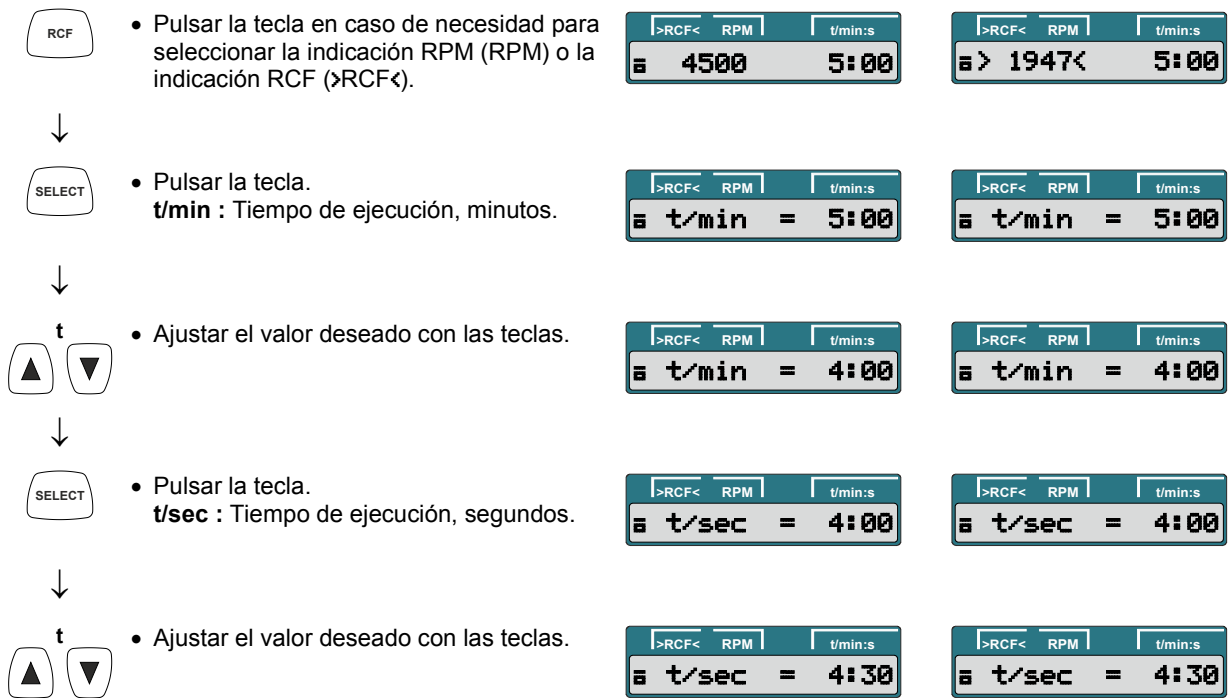 RCF
• Pulsar la tecla en caso de necesidad para
seleccionar la indicación RPM (RPM) o la
indicación RCF (>RCF<).
>RCF< RPM t/min:s
4500 5:00
>RCF< RPM t/min:s
> 1947< 5:00
↓
SELECT
• Pulsar la tecla.
t/min : Tiempo de ejecución, minutos.
>RCF< RPM t/min:s
t/min = 5:00
>RCF< RPM t/min:s
t/min = 5:00
↓
t
▲ ▼
• Ajustar el valor deseado con las teclas.
>RCF< RPM t/min:s
t/min = 4:00
>RCF< RPM t/min:s
t/min = 4:00
↓
SELECT
• Pulsar la tecla.
t/sec : Tiempo de ejecución, segundos.
>RCF< RPM t/min:s
t/sec = 4:00
>RCF< RPM t/min:s
t/sec = 4:00
↓
t
▲ ▼
• Ajustar el valor deseado con las teclas.
>RCF< RPM t/min:s
t/sec = 4:30
>RCF< RPM t/min:s
t/sec = 4:30